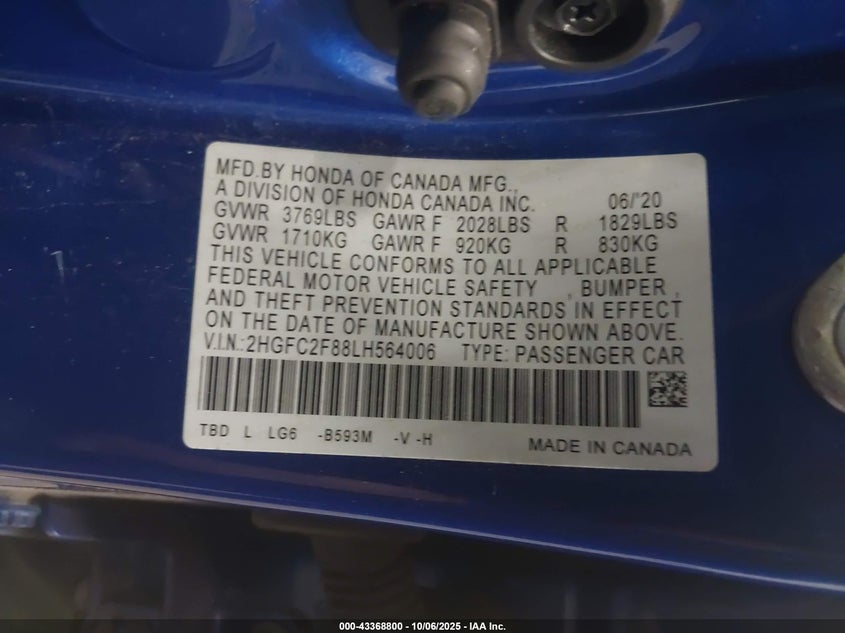 MFD.BY HONDA OF CANADA MFG.,
A DIVISION OF HONDA CANADA INC. 06/'20
GVWR 3769LBS GAWR F 2028LBS R 1829LBS
GVWR 1710KG GAWR F 920KG R 830KG
THIS VEHICLE CONFORMS TO ALL APPLICABLE
FEDERAL MOTOR VEHICLE SAFETY , BUMPER ,
AND THEFT PREVENTION STANDARDS IN EFFECT
ON THE DATE OF MANUFACTURE SHOWN ABOVE.
V.I.N.:2HGFC2F88LH564006 TYPE: PASSENGER CAR
TBD L LG6 -B593M -V -H MADE IN CANADA
000-43368800 - 10/06/2025 - IAA Inc.